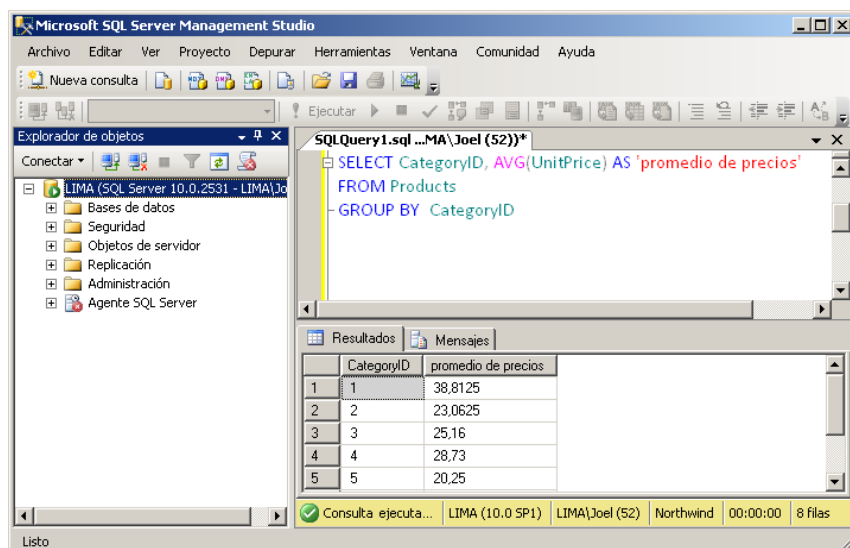 Microsoft SQL Server Management Studio
Archivo Editar Ver Proyecto Depurar Herramientas Ventana Comunidad Ayuda
Nueva consulta
Ejecutar
Explorador de objetos
Conectar
LIMA (SQL Server 10.0.2531 - LIMA\Jo
Bases de datos
Seguridad
Objetos de servidor
Replicación
Administración
Agente SQL Server
SQLQuery1.sql ...MA\Joel (52))*
SELECT CategoryID, AVG(UnitPrice) AS 'promedio de precios'
FROM Products
GROUP BY CategoryID
Resultados Mensajes
CategoryID promedio de precios
1 1 38,8125
2 2 23,0625
3 3 25,16
4 4 28,73
5 5 20,25
Consulta ejecuta... LIMA (10.0 SP1) LIMA\Joel (52) Northwind 00:00:00 8 filas
Listo